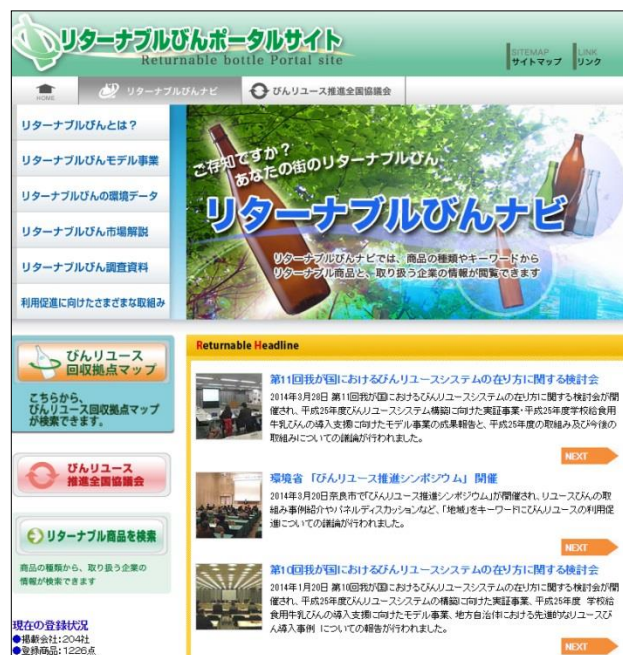 リターナブルびんポータルサイト
Returnable bottle Portal site
SITEMAP
サイトマップ
LINK
リンク
HOME
リターナブルびんナビ
びんリユース推進全国協議会
リターナブルびんとは？
リターナブルびんモデル事業
リターナブルびんの環境データ
リターナブルびん市場解説
リターナブルびん調査資料
利用促進に向けたさまざまな取組み
ご存知ですか？
あなたの街のリターナブルびん
リターナブルびんナビ
リターナブルびんナビでは、商品の種類やキーワードから
リターナブル商品と、取り扱う企業の情報が閲覧できます
びんリユース
回収拠点マップ
こちらから、
びんリユース回収拠点マップ
が検索できます。
びんリユース
推進全国協議会
リターナブル商品を検索
商品の種類から、取り扱う企業の
情報が検索できます
現在の登録状況
●掲載会社:204社
●登録商品:1226点
Returnable Headline
第11回我が国におけるびんリユースシステムの在り方に関する検討会
2014年3月28日 第11回我が国におけるびんリユースシステムの在り方に関する検討会が開
催され、平成25年度びんリユースシステム構築に向けた実証事業・平成25年度学校給食用
牛乳びんの導入支援に向けたモデル事業の成果報告と、平成25年度の取組み及び今後の
取組みについての議論が行われました。
NEXT
環境省 「びんリユース推進シンポジウム」 開催
2014年3月20日奈良市で「びんリユース推進シンポジウム」が開催され、リユースびんの取
組み事例紹介やパネルディスカッションなど、「地域」をキーワードにびんリユースの利用促
進についての議論が行われました。
NEXT
第10回我が国におけるびんリユースシステムの在り方に関する検討会
2014年1月20日 第10回我が国におけるびんリユースシステムの在り方に関する検討会が開
催され、平成25年度びんリユースシステムの構築に向けた実証事業、平成25年度 学校給
食用牛乳びんの導入支援に向けたモデル事業、地方自治体における先進的なリユースび
ん導入事例 についての報告が行われました。
NEXT